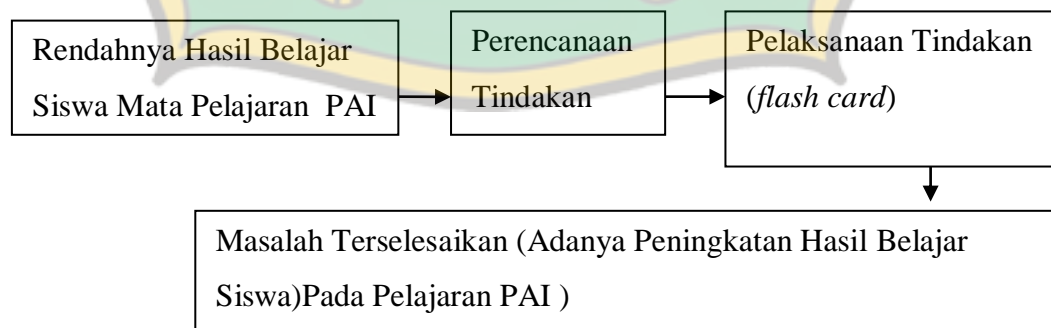 Rendahnya Hasil Belajar
Siswa Mata Pelajaran  PAI
Perencanaan
Tindakan
Pelaksanaan Tindakan
(flash card)
Masalah Terselesaikan (Adanya Peningkatan Hasil Belajar
Siswa)Pada Pelajaran PAI )